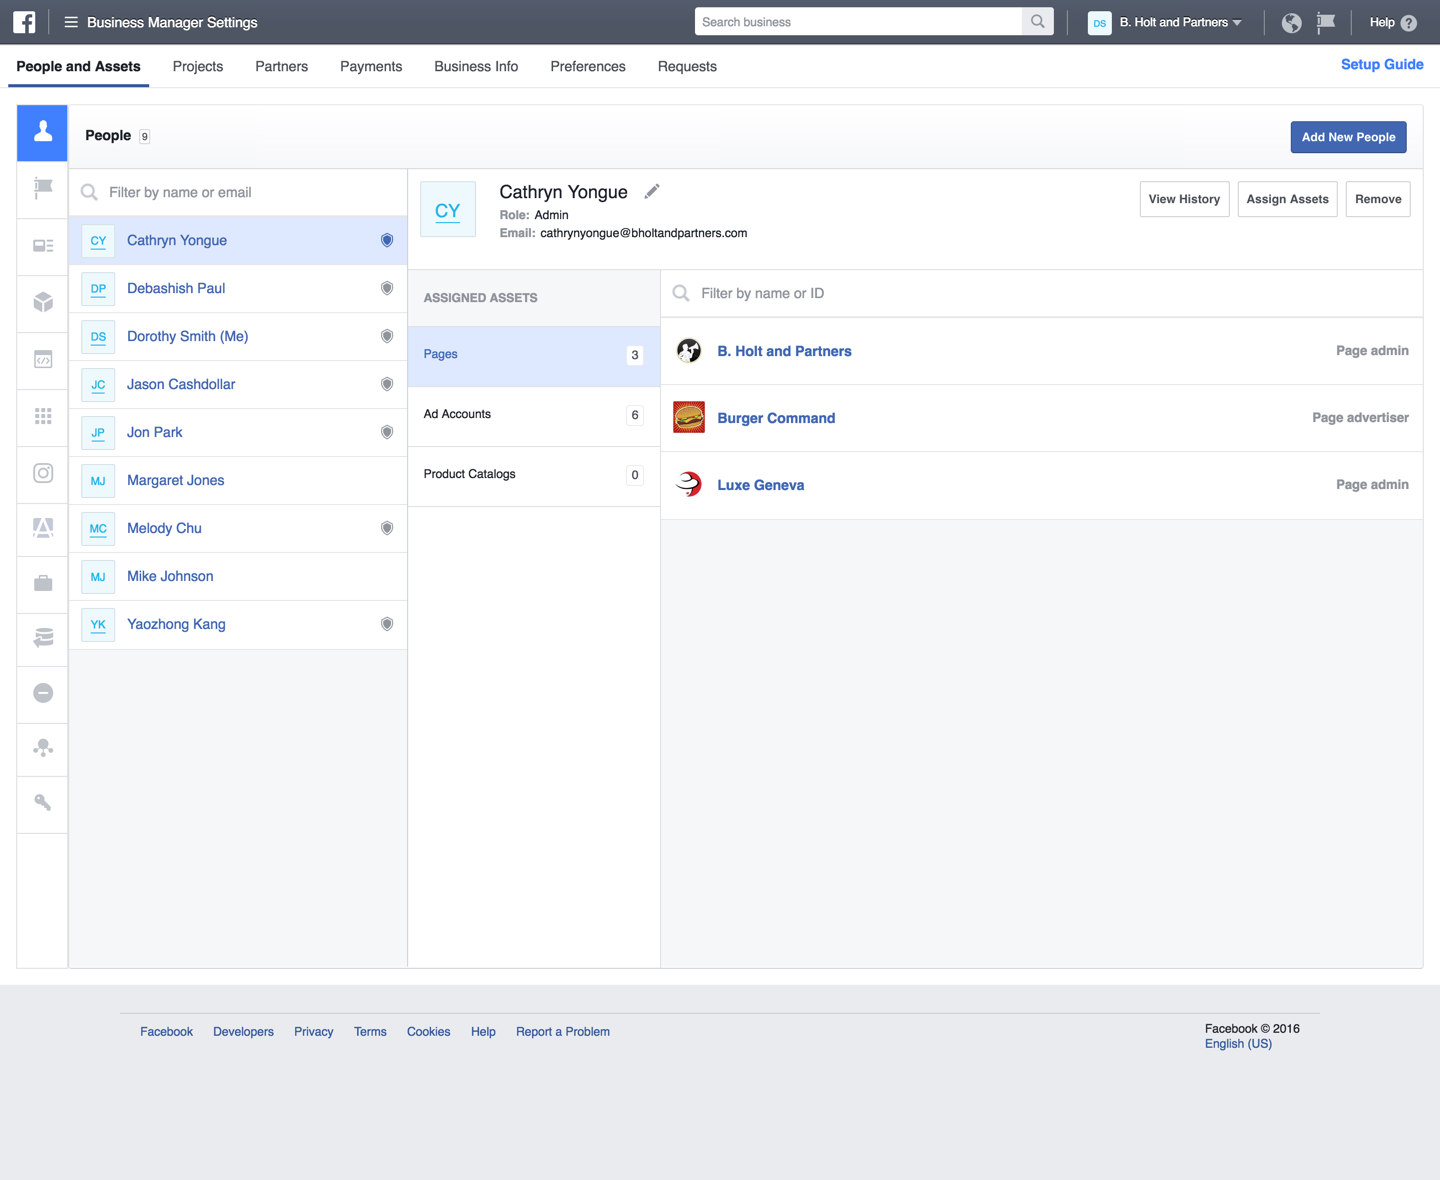 Business Manager Settings
Search business
DS
B. Holt and Partners
Help
?
People and Assets
Projects
Partners
Payments
Business Info
Preferences
Requests
Setup Guide
People 9
Add New People
Filter by name or email
CY Cathryn Yongue
DP Debashish Paul
DS Dorothy Smith (Me)
JC Jason Cashdollar
JP Jon Park
MJ Margaret Jones
MC Melody Chu
MJ Mike Johnson
YK Yaozhong Kang
CY
Cathryn Yongue
Role: Admin
Email: cathrynyongue@bholtandpartners.com
View History
Assign Assets
Remove
ASSIGNED ASSETS
Pages 3
Ad Accounts 6
Product Catalogs 0
Filter by name or ID
B. Holt and Partners Page admin
Burger Command Page advertiser
Luxe Geneva Page admin
Facebook Developers Privacy Terms Cookies Help Report a Problem
Facebook © 2016
English (US)